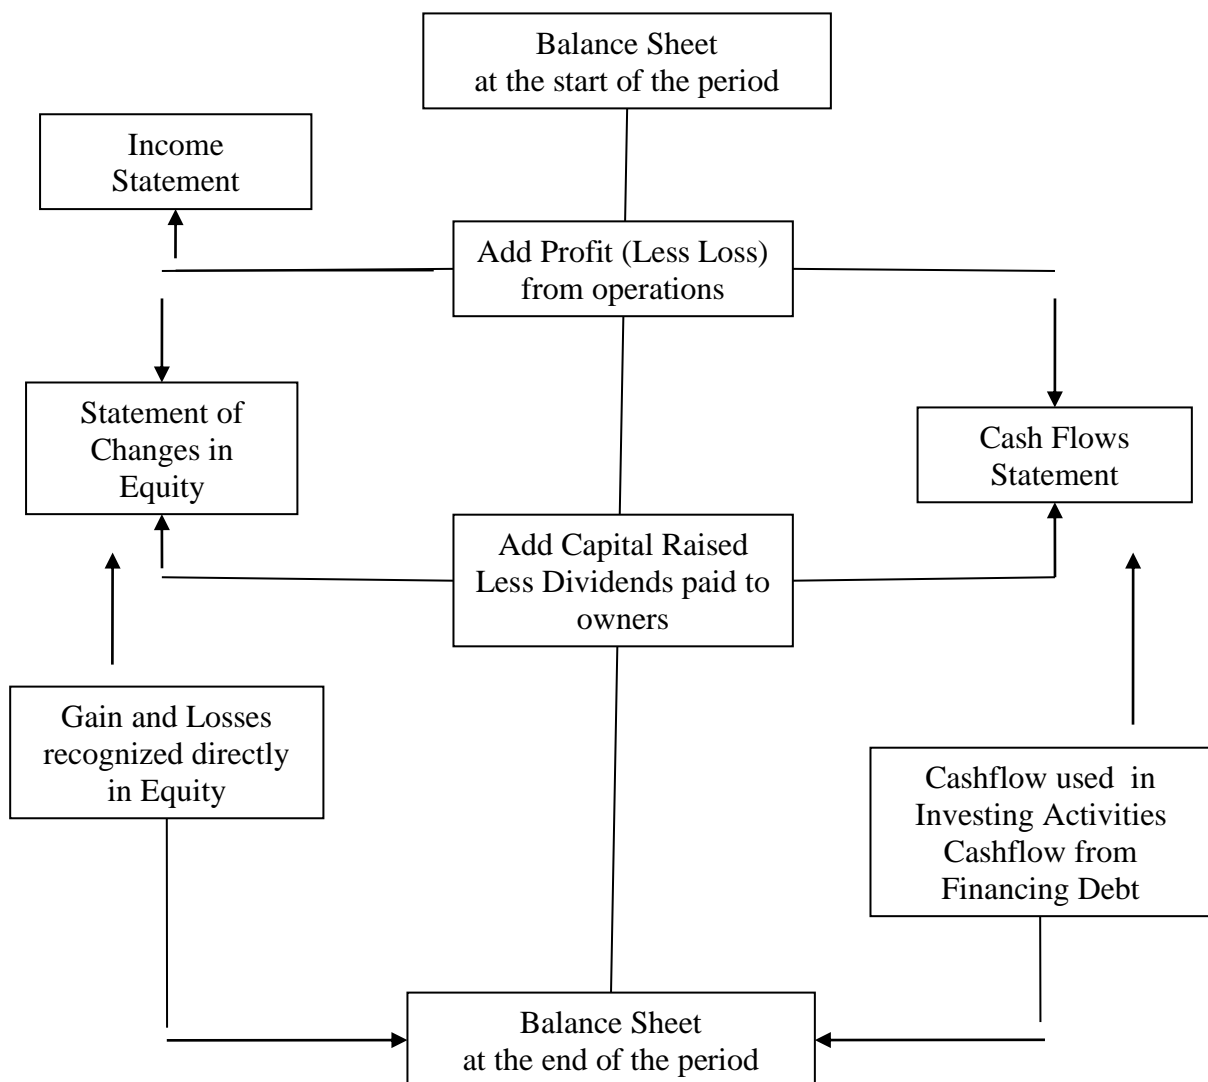 Balance Sheet
at the start of the period
Income
Statement
Add Profit (Less Loss)
from operations
Statement of
Changes in
Equity
Cash Flows
Statement
Add Capital Raised
Less Dividends paid to
owners
Gain and Losses
recognized directly
in Equity
Cashflow used  in
Investing Activities
Cashflow from
Financing Debt
Balance Sheet
at the end of the period